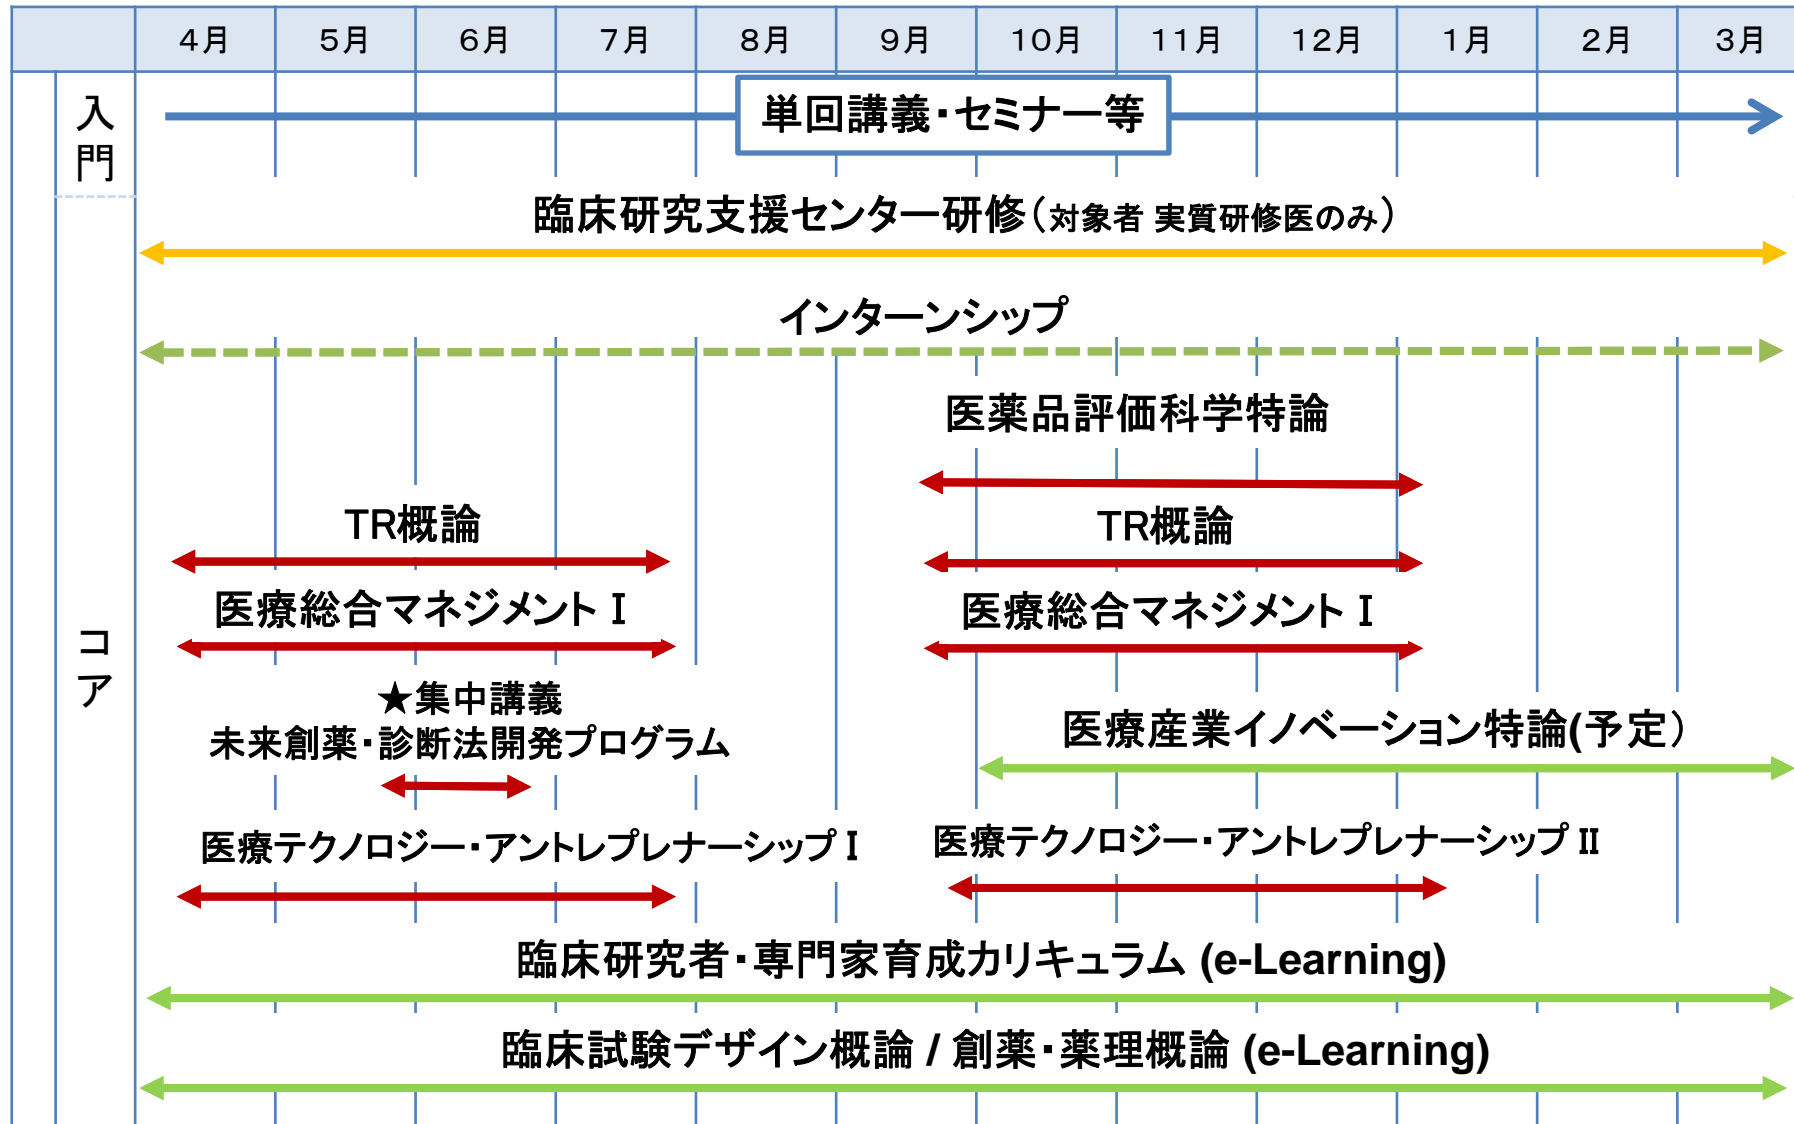 4月 5月 6月 7月 8月 9月 10月 11月 12月 1月 2月 3月
入門
単回講義・セミナー等
コア
臨床研究支援センター研修（対象者 実質研修医のみ）
インターンシップ
医薬品評価科学特論
TR概論
TR概論
医療総合マネジメントⅠ
医療総合マネジメントⅠ
★集中講義
未来創薬・診断法開発プログラム
医療産業イノベーション特論(予定）
医療テクノロジー・アントレプレナーシップⅠ
医療テクノロジー・アントレプレナーシップⅡ
臨床研究者・専門家育成カリキュラム (e-Learning)
臨床試験デザイン概論 / 創薬・薬理概論 (e-Learning)